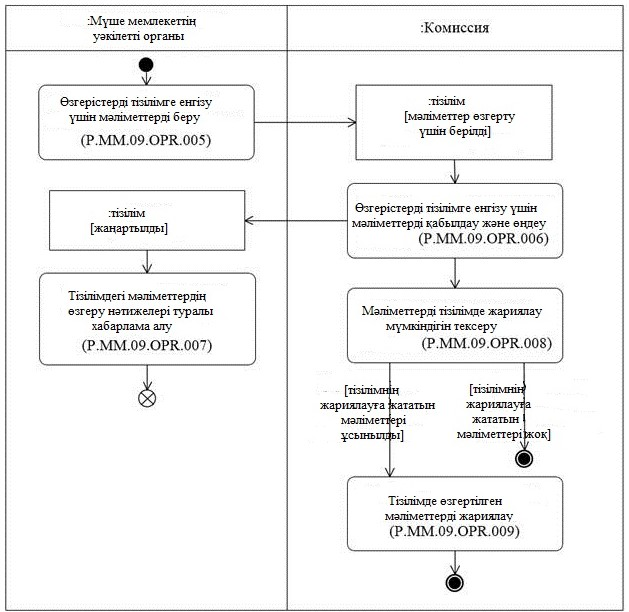 :Мүше мемлекеттің
уәкілетті органы
:Комиссия
Өзгерістерді тізілімге енгізу
үшін мәліметтерді беру
(P.MM.09.OPR.005)
:тізілім
[мәліметтер өзгерту
үшін берілді]
:тізілім
[жаңартылды]
Өзгерістерді тізілімге енгізу үшін
мәліметтерді қабылдау және өңдеу
(P.MM.09.OPR.006)
Тізілімдегі мәліметтердің
өзгеру нәтижелері туралы
хабарлама алу
(P.MM.09.OPR.007)
Мәліметтерді тізілімде жариялау
мүмкіндігін тексеру
(P.MM.09.OPR.008)
[тізілімнің
жариялауға жататын
мәліметтері
ұсынылды]
[тізілімнің
жариялауға
жататын
мәліметтері жоқ]
Тізілімде өзгертілген
мәліметтерді жариялау
(P.MM.09.OPR.009)